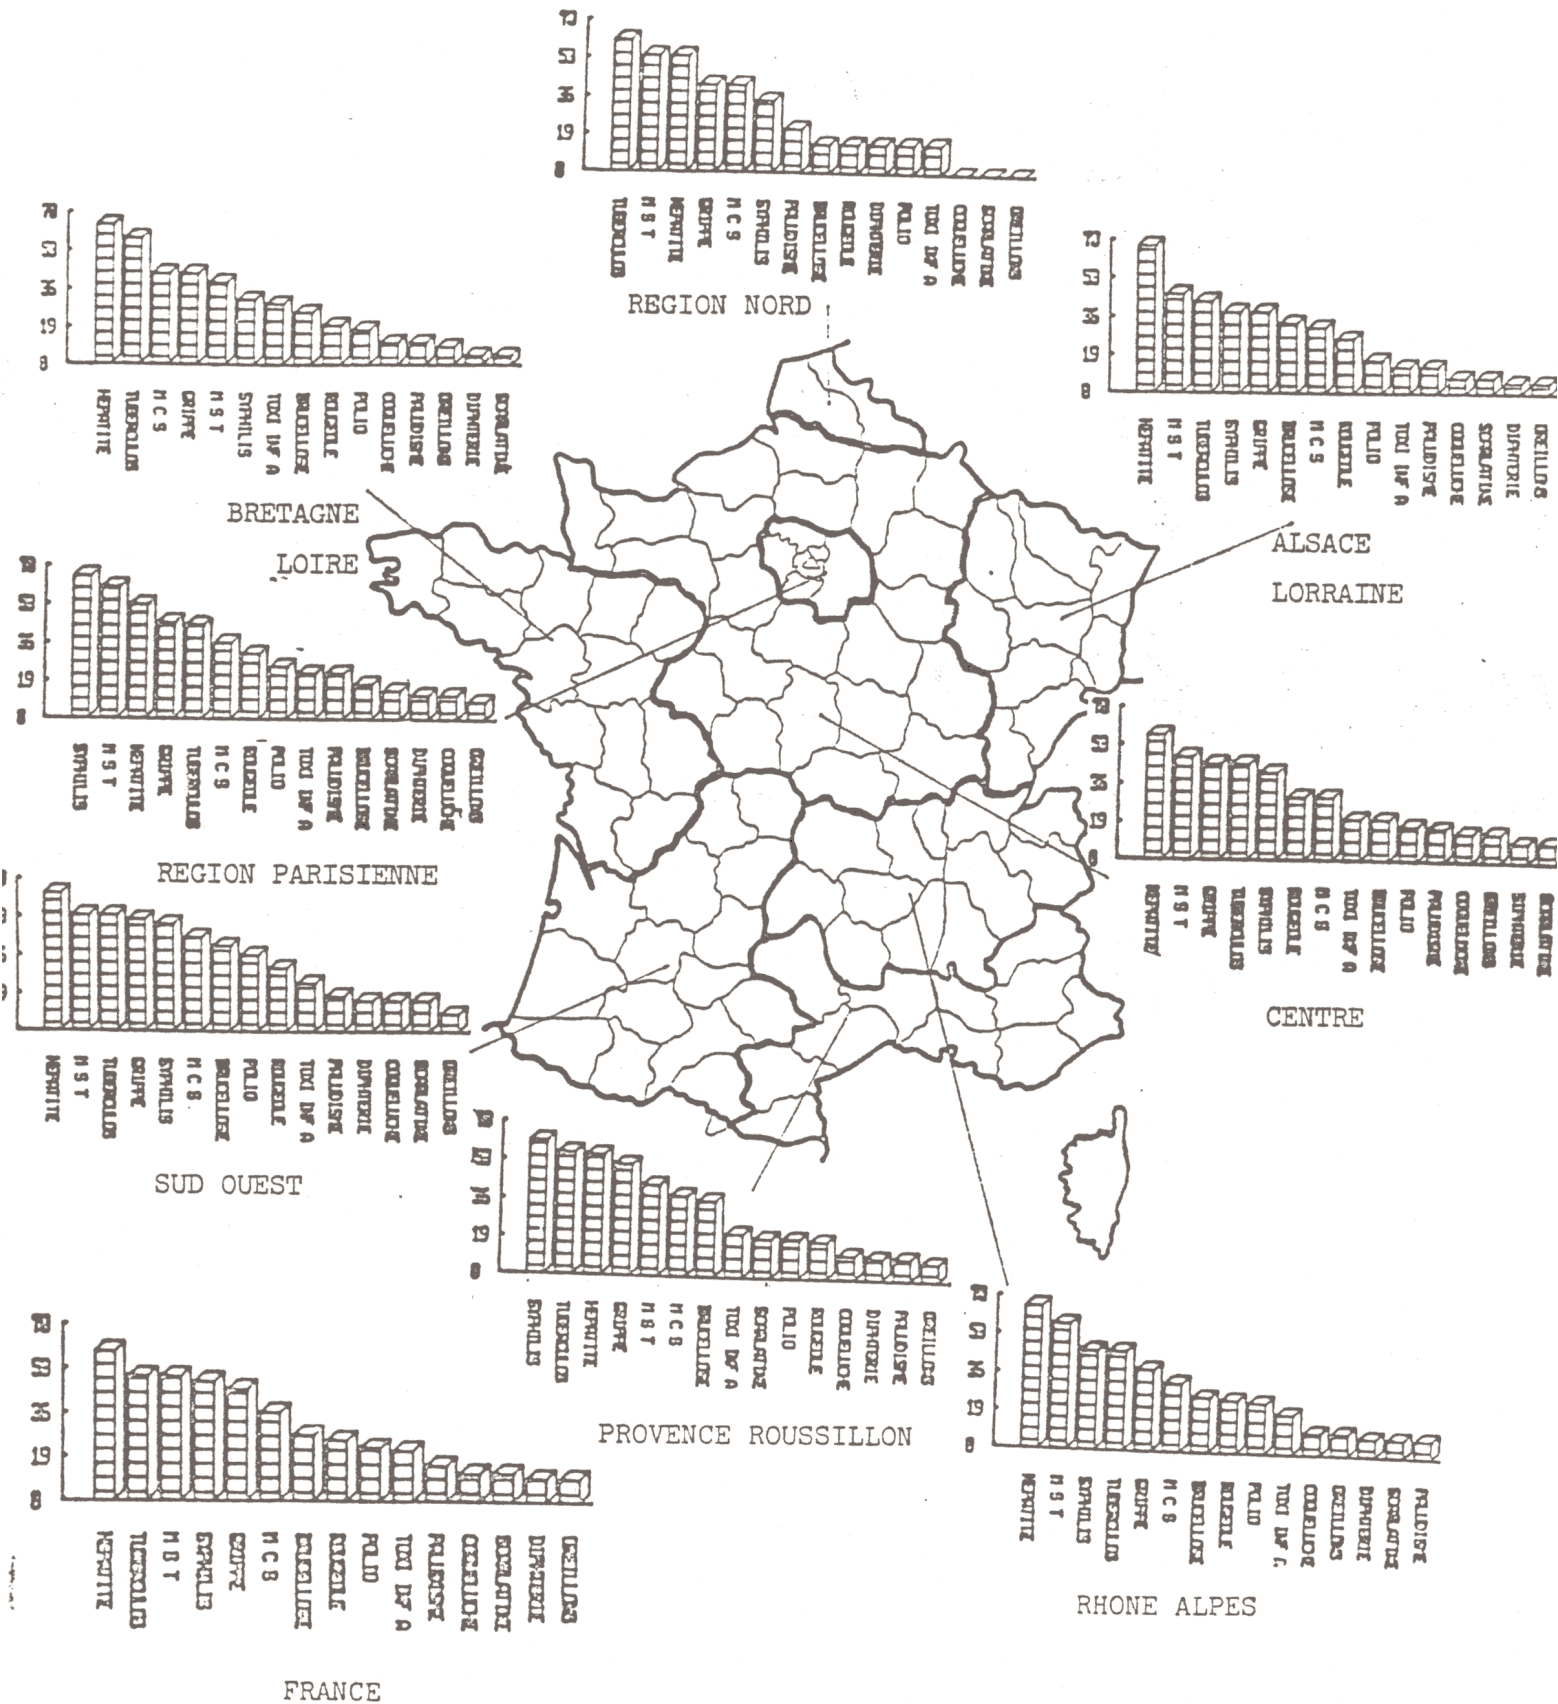 TUBERCULOS
M S T
HEPATITE
GRIPPE
M C S
SYPHILIS
PALUDISME
BRUCELLOSE
ROUGEOLE
DIPHTERIE
POLIO
TOXI INF A
COQUELUCHE
SCARLATINE
OREILLONS
REGION NORD
HEPATITE
TUBERCULOS
M C S
GRIPPE
M S T
SYPHILIS
TOXI INF A
BRUCELLOSE
ROUGEOLE
POLIO
COQUELUCHE
PALUDISME
OREILLONS
DIPHTERIE
SCARLATINE
BRETAGNE
LOIRE
HEPATITE
M S T
TUBERCULOS
SYPHILIS
GRIPPE
BRUCELLOSE
M C S
ROUGEOLE
POLIO
TOXI INF A
PALUDISME
COQUELUCHE
SCARLATINE
DIPHTERIE
OREILLONS
ALSACE
LORRAINE
SYPHILIS
M S T
HEPATITE
GRIPPE
TUBERCULOS
M C S
ROUGEOLE
POLIO
TOXI INF A
PALUDISME
BRUCELLOSE
SCARLATINE
DIPHTERIE
COQUELUCHE
OREILLONS
REGION PARISIENNE
HEPATITE
M S T
GRIPPE
TUBERCULOS
SYPHILIS
ROUGEOLE
M C S
TOXI INF A
BRUCELLOSE
POLIO
PALUDISME
COQUELUCHE
OREILLONS
DIPHTERIE
SCARLATINE
CENTRE
HEPATITE
M S T
TUBERCULOS
GRIPPE
SYPHILIS
M C S
BRUCELLOSE
POLIO
ROUGEOLE
TOXI INF A
PALUDISME
DIPHTERIE
COQUELUCHE
SCARLATINE
OREILLONS
SUD OUEST
SYPHILIS
TUBERCULOS
HEPATITE
GRIPPE
M S T
M C S
BRUCELLOSE
TOXI INF A
SCARLATINE
POLIO
ROUGEOLE
COQUELUCHE
DIPHTERIE
PALUDISME
OREILLONS
PROVENCE ROUSSILLON
HEPATITE
M S T
SYPHILIS
TUBERCULOS
GRIPPE
M C S
BRUCELLOSE
ROUGEOLE
POLIO
TOXI INF A
COQUELUCHE
OREILLONS
DIPHTERIE
SCARLATINE
PALUDISME
RHONE ALPES
HEPATITE
TUBERCULOS
M S T
SYPHILIS
GRIPPE
M C S
BRUCELLOSE
ROUGEOLE
POLIO
TOXI INF A
PALUDISME
COQUELUCHE
SCARLATINE
DIPHTERIE
OREILLONS
FRANCE